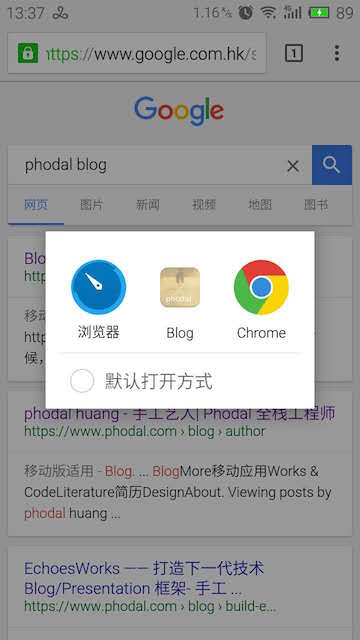 13:37 1.16 K/s 4G 89
https://www.google.com.hk/s 1
Google
phodal blog
网页 图片 新闻 视频 地图 图书
Blo
http
移动
http
候，
浏览器 Blog Chrome
phodal
默认打开方式
phodal huang - 手工艺人| Phodal 全栈工程师
https://www.phodal.com › blog › author
移动版适用 - Blog. ... BlogMore移动应用Works &
CodeLiterature简历DesignAbout. Viewing posts by
phodal huang ...
EchoesWorks —— 打造下一代技术
Blog/Presentation 框架- 手工 ...
https://www.phodal.com › blog › build-e...